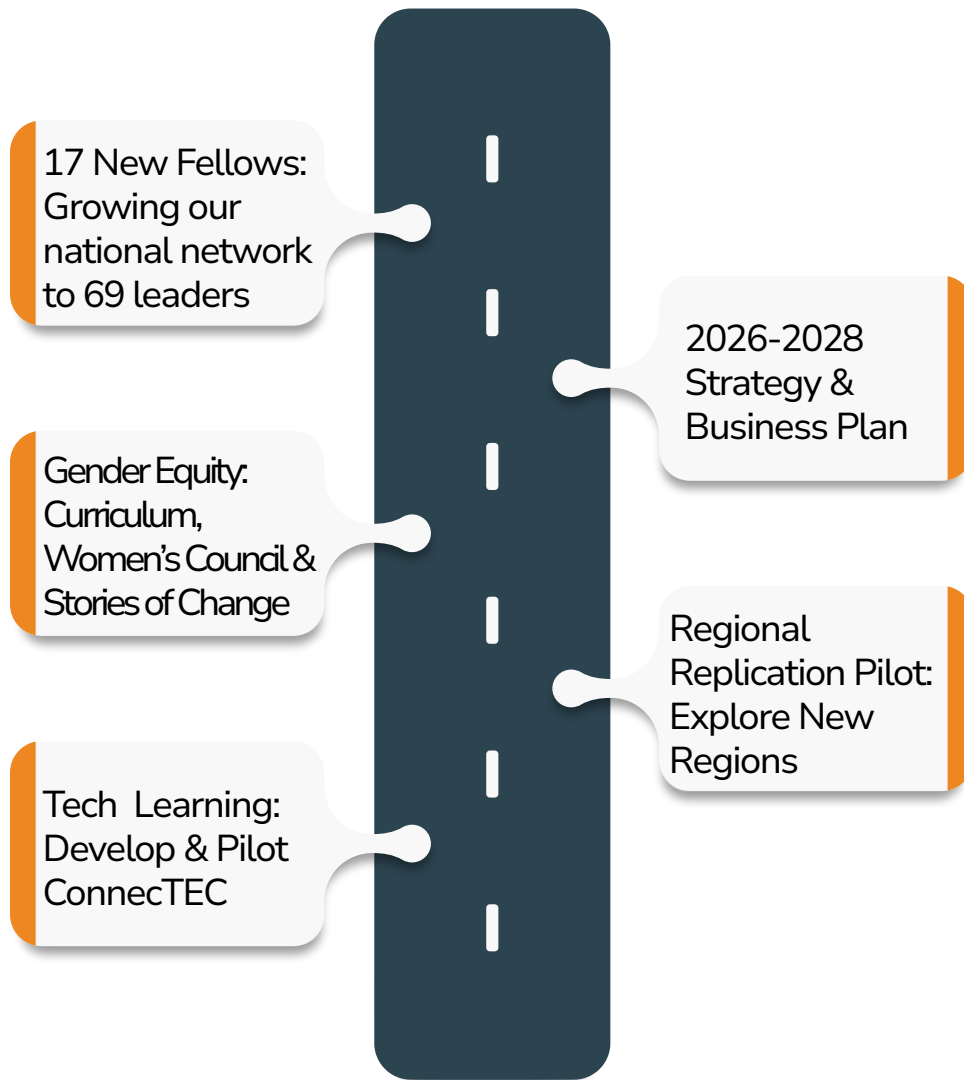 17 New Fellows:
Growing our
national network
to 69 leaders
2026-2028
Strategy &
Business Plan
Gender Equity:
Curriculum,
Women’s Council &
Stories of Change
Regional
Replication Pilot:
Explore New
Regions
Tech Learning:
Develop & Pilot
ConnecTEC